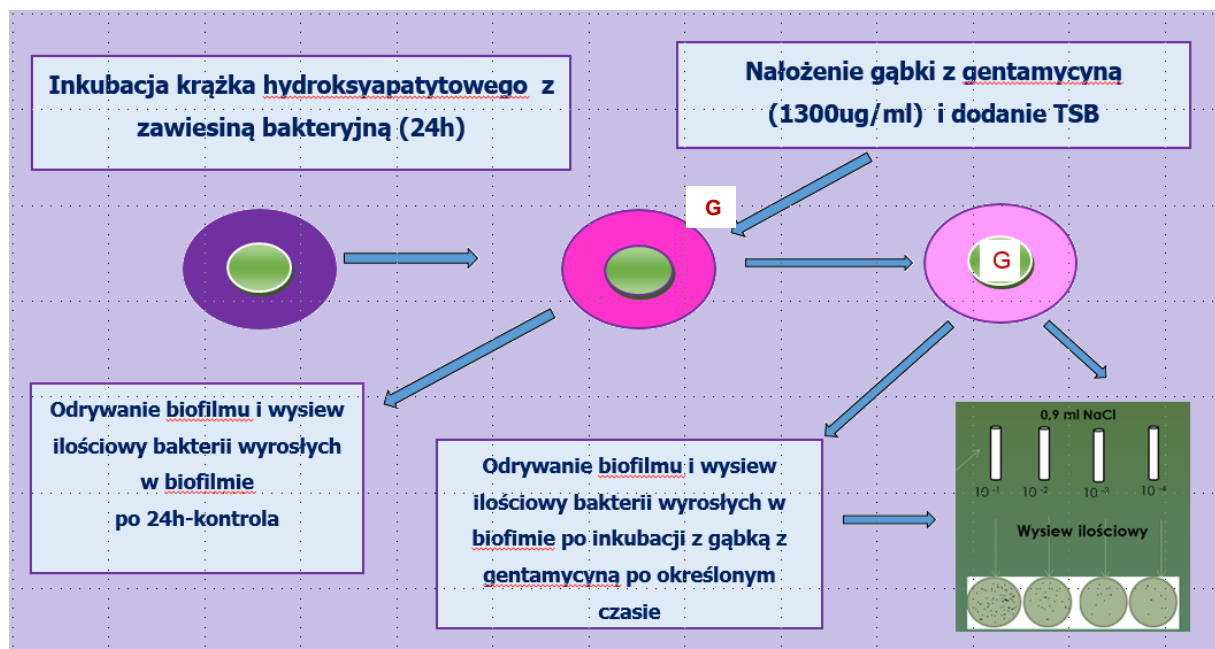 Inkubacja krążka hydroksyapatytowego z
zawiesiną bakteryjną (24h)
Nałożenie gąbki z gentamycyną
(1300ug/ml) i dodanie TSB
G
G
Odrywanie biofilmu i wysiew
ilościowy bakterii wyrosłych
w biofilmie
po 24h-kontrola
Odrywanie biofilmu i wysiew
ilościowy bakterii wyrosłych w
biofimie po inkubacji z gąbką z
gentamycyną po określonym
czasie
0,9 ml NaCl
10⁻¹ 10⁻² 10⁻³ 10⁻⁴
Wysiew ilościowy